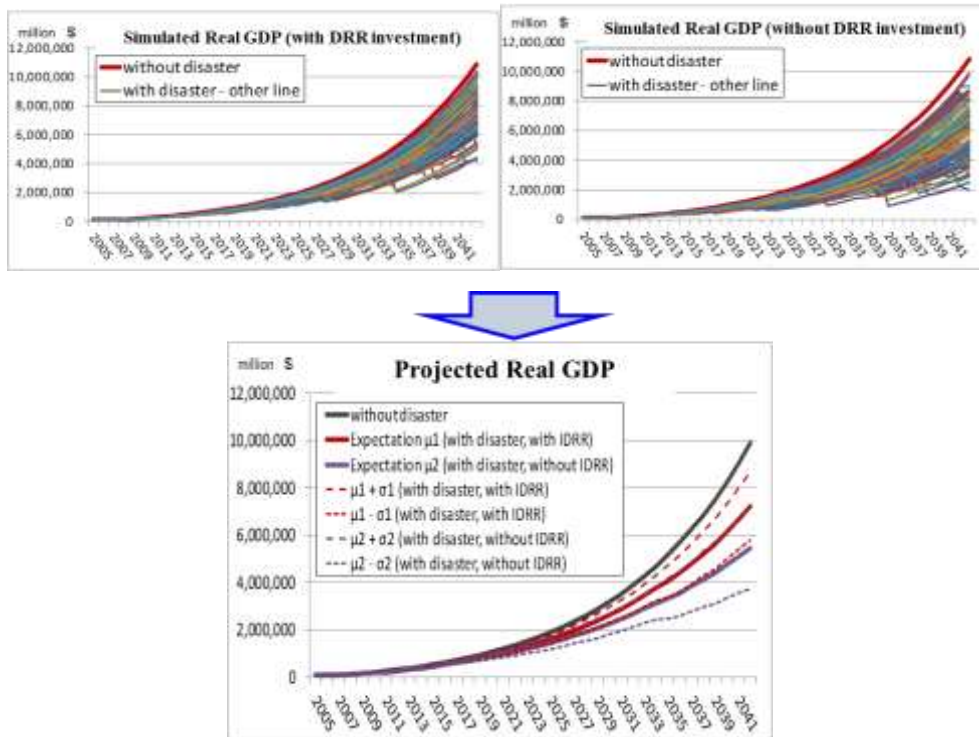 million $
Simulated Real GDP (with DRR investment)
12,000,000
10,000,000
8,000,000
6,000,000
4,000,000
2,000,000
0
without disaster
with disaster - other line
2005 2007 2009 2011 2013 2015 2017 2019 2021 2023 2025 2027 2029 2031 2033 2035 2037 2039 2041
million $
Simulated Real GDP (without DRR investment)
12,000,000
10,000,000
8,000,000
6,000,000
4,000,000
2,000,000
0
without disaster
with disaster - other line
2005 2007 2009 2011 2013 2015 2017 2019 2021 2023 2025 2027 2029 2031 2033 2035 2037 2039 2041
million $
Projected Real GDP
12,000,000
10,000,000
8,000,000
6,000,000
4,000,000
2,000,000
0
without disaster
Expectation μ1 (with disaster, with IDRR)
Expectation μ2 (with disaster, without IDRR)
μ1 + σ1 (with disaster, with IDRR)
μ1 - σ1 (with disaster, with IDRR)
μ2 + σ2 (with disaster, without IDRR)
μ2 - σ2 (with disaster, without IDRR)
2005 2007 2009 2011 2013 2015 2017 2019 2021 2023 2025 2027 2029 2031 2033 2035 2037 2039 2041